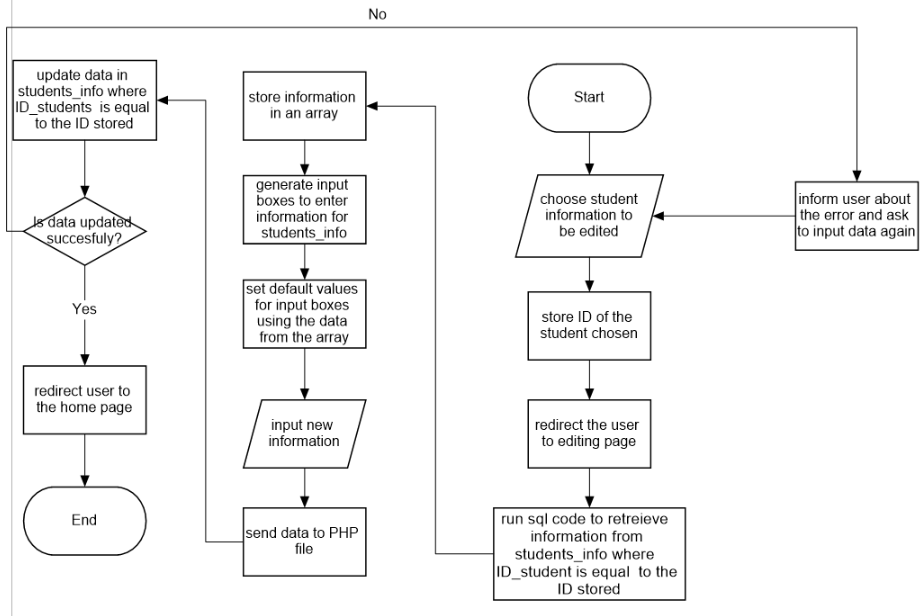 No
Start
choose student
information to
be edited
store ID of the
student chosen
redirect the user
to editing page
run sql code to retreieve
information from
students_info where
ID_student is equal  to the
ID stored
store information
in an array
generate input
boxes to enter
information for
students_info
set default values
for input boxes
using the data
from the array
input new
information
send data to PHP
file
update data in
students_info where
ID_students  is equal
to the ID stored
Is data updated
succesfuly?
Yes
redirect user to
the home page
End
inform user about
the error and ask
to input data again